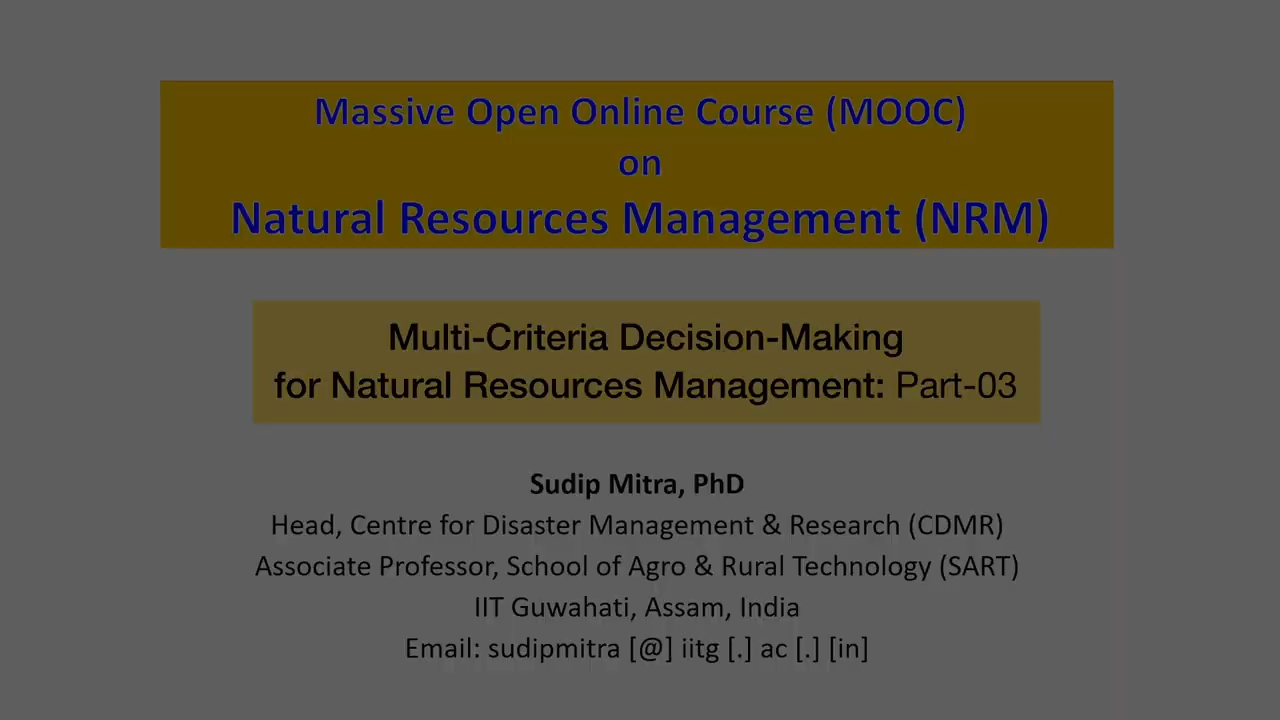 Massive Open Online Course (MOOC)
on
Natural Resources Management (NRM)
Multi-Criteria Decision-Making
for Natural Resources Management: Part-03
Sudip Mitra, PhD
Head, Centre for Disaster Management & Research (CDMR)
Associate Professor, School of Agro & Rural Technology (SART)
IIT Guwahati, Assam, India
Email: sudipmitra [@] iitg [.] ac [.] [in]